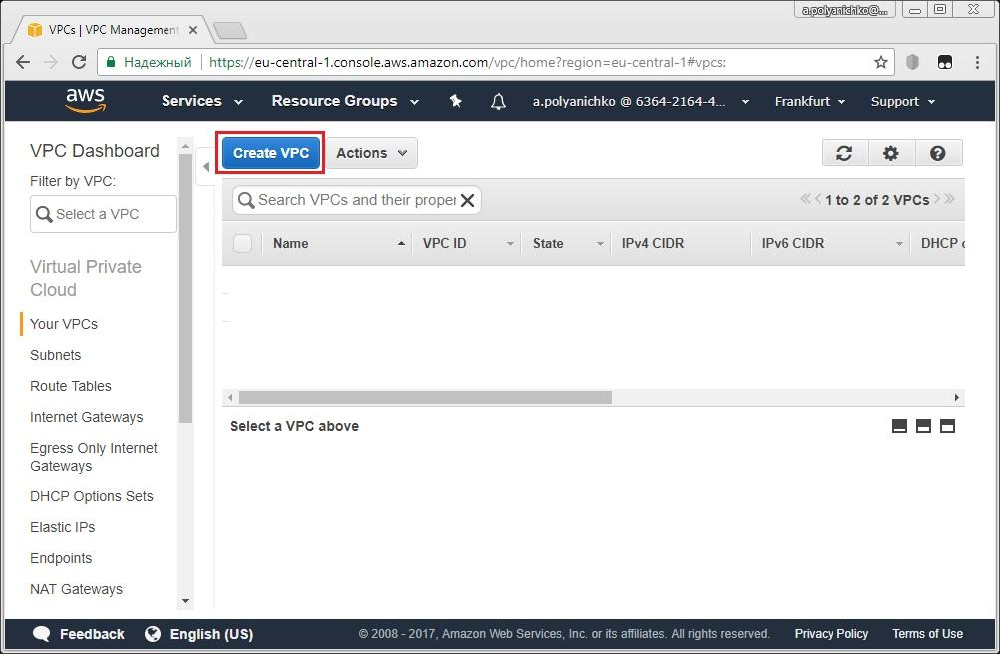 a.polyanichko@...
VPCs | VPC Management
Надежный
https://eu-central-1.console.aws.amazon.com/vpc/home?region=eu-central-1#vpcs:
aws
Services
Resource Groups
a.polyanichko @ 6364-2164-4...
Frankfurt
Support
VPC Dashboard
Filter by VPC:
Select a VPC
Virtual Private
Cloud
Your VPCs
Subnets
Route Tables
Internet Gateways
Egress Only Internet
Gateways
DHCP Options Sets
Elastic IPs
Endpoints
NAT Gateways
Create VPC
Actions
Search VPCs and their proper
1 to 2 of 2 VPCs
Name
VPC ID
State
IPv4 CIDR
IPv6 CIDR
DHCP
Select a VPC above
Feedback
English (US)
© 2008 - 2017, Amazon Web Services, Inc. or its affiliates. All rights reserved.
Privacy Policy
Terms of Use